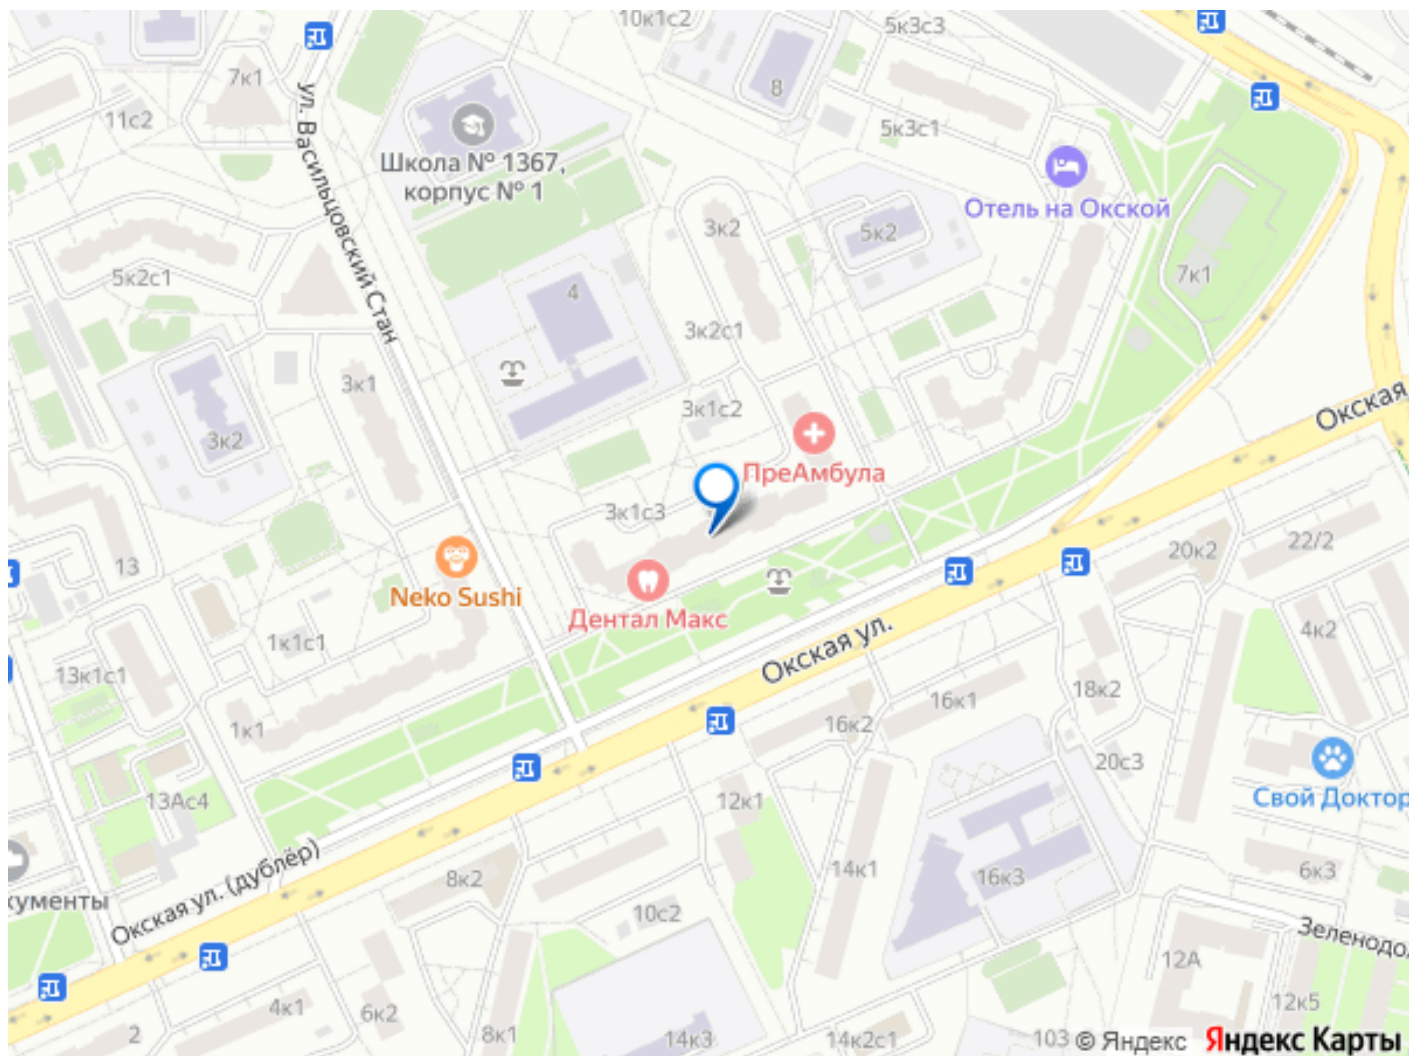 10к1с2
5к3с3
7к1
8
11с2
ул. Васильцовский Стан
5к3с1
Школа № 1367,
корпус № 1
Отель на Окской
3к2
5к2
5к2с1
4
7к1
3к2с1
3к1
3к1с2
Окская
3к2
ПреАмбула
3к1с3
13
20к2
22/2
Neko Sushi
Дентал Макс
1к1с1
4к2
Окская ул.
13к1с1
18к2
16к1
1к1
16к2
20с3
13Ас4
12к1
Свой Доктор
Окская ул. (дублёр)
8к2
14к1
16к3
6к3
кументы
10с2
Зеленодо
12А
4к1
6к2
12к5
2
8к1
14к3
14к2с1
103
© Яндекс
Яндекс Карты